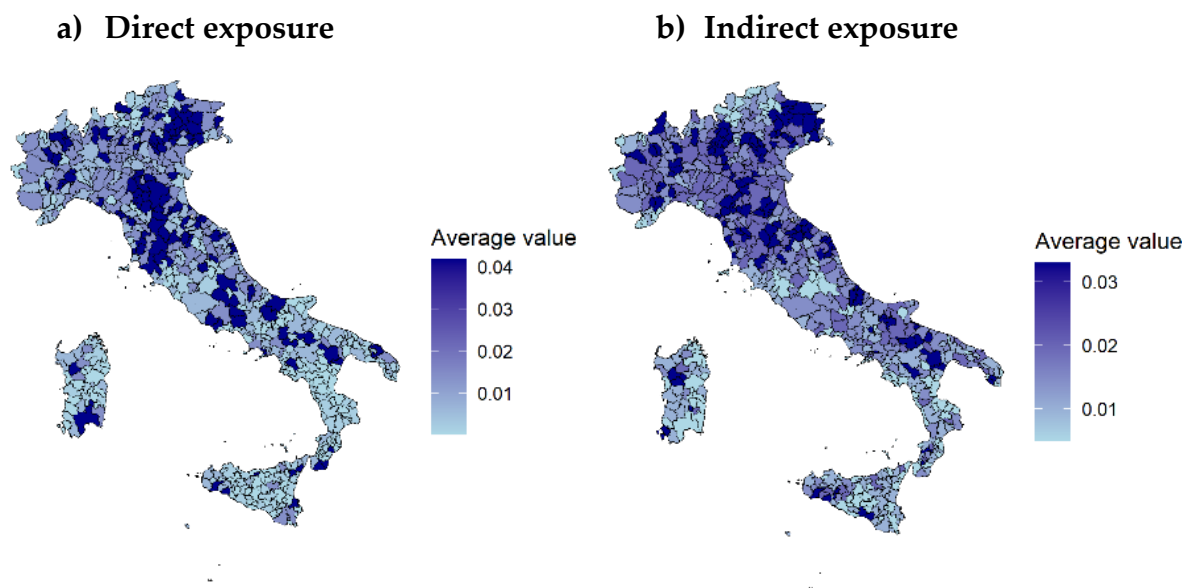 a) Direct exposure
b) Indirect exposure
Average value
0.04
0.03
0.02
0.01
Average value
0.03
0.02
0.01